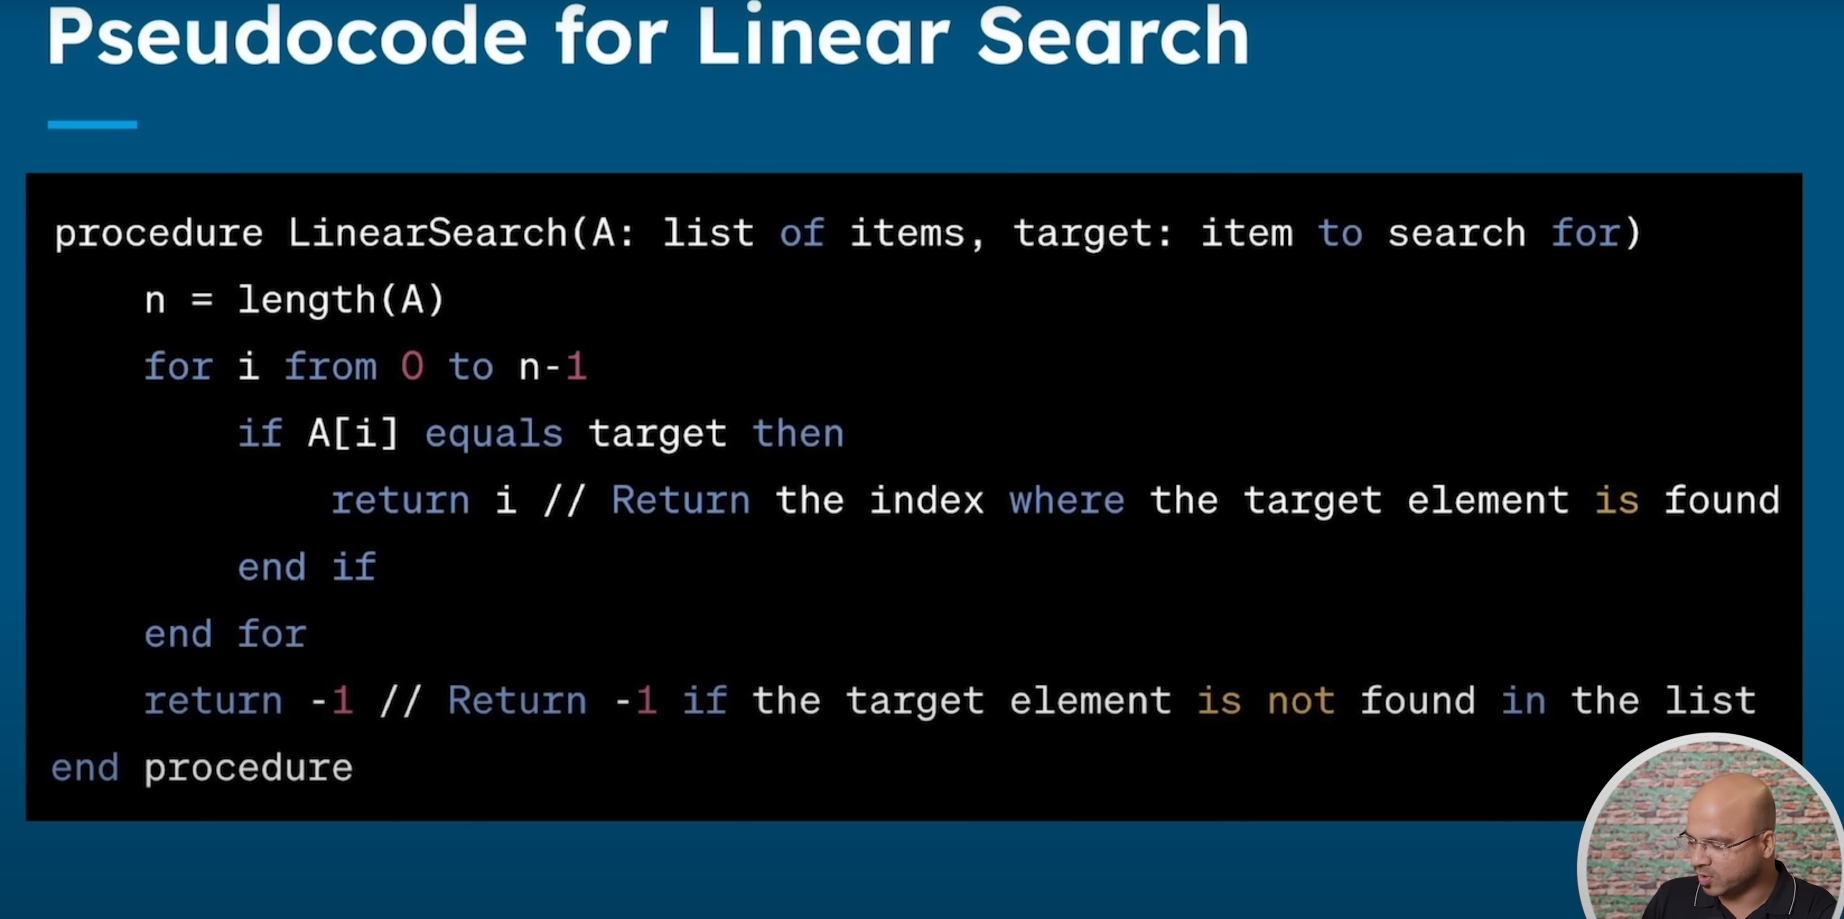 Pseudocode for Linear Search
procedure LinearSearch(A: list of items, target: item to search for)
n = length(A)
for i from 0 to n-1
if A[i] equals target then
return i // Return the index where the target element is found
end if
end for
return -1 // Return -1 if the target element is not found in the list
end procedure